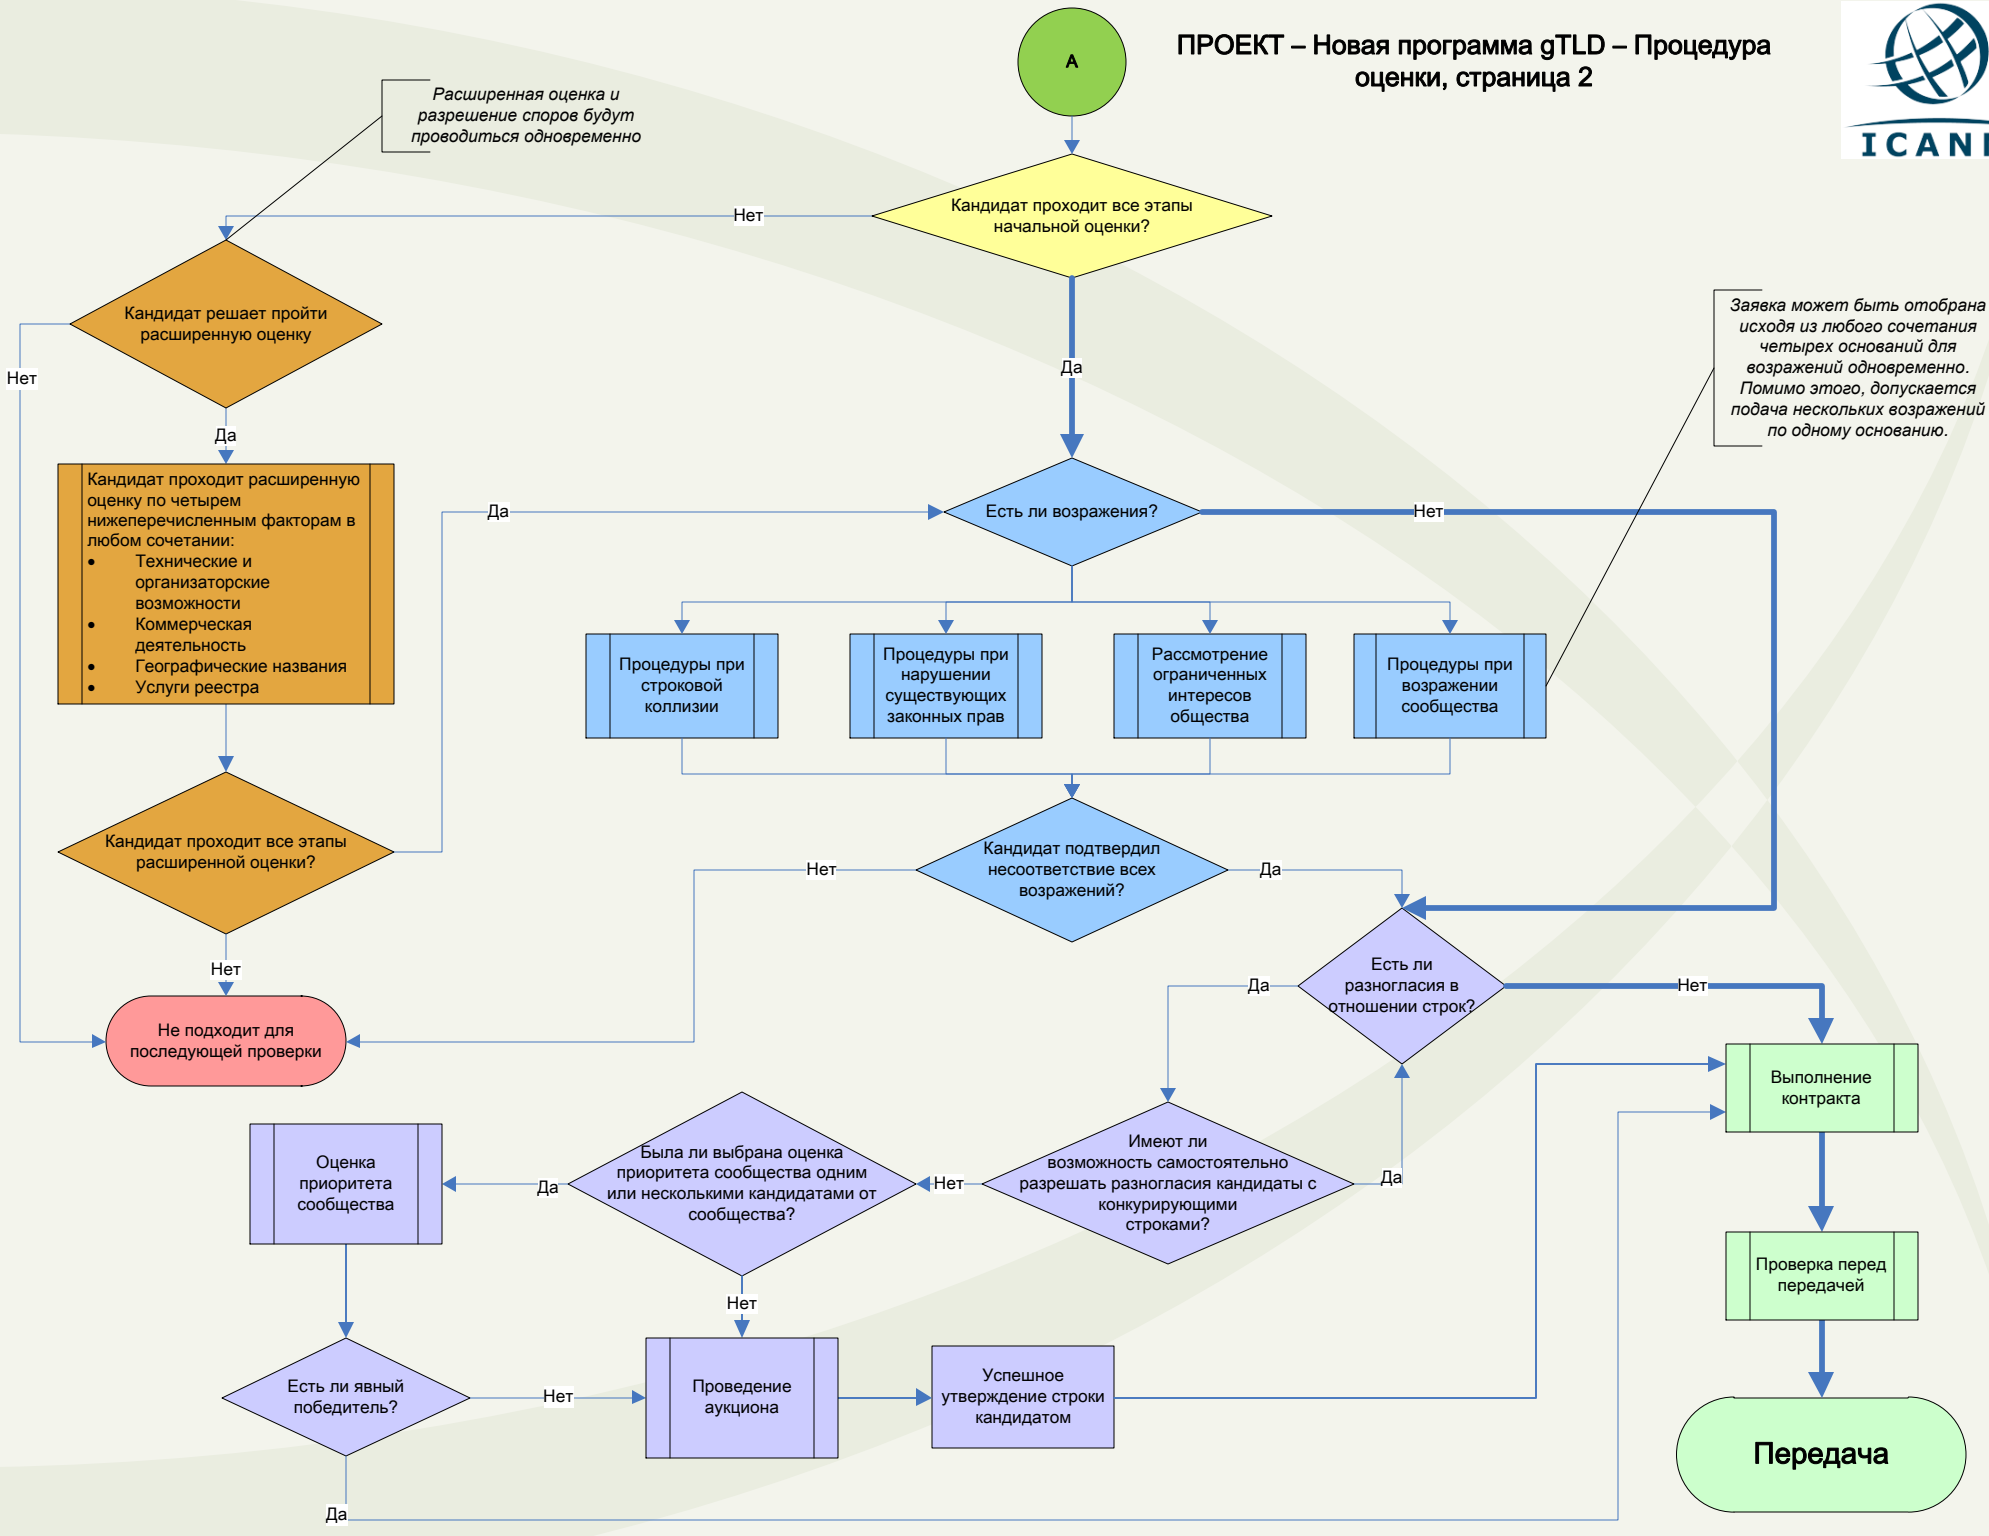 А
ПРОЕКТ – Новая программа gTLD – Процедура
оценки, страница 2
ICAN
Расширенная оценка и
разрешение споров будут
проводиться одновременно
Кандидат проходит все этапы
начальной оценки?
Нет
Да
Кандидат решает пройти
расширенную оценку
Нет
Да
Заявка может быть отобрана
исходя из любого сочетания
четырех оснований для
возражений одновременно.
Помимо этого, допускается
подача нескольких возражений
по одному основанию.
Кандидат проходит расширенную
оценку по четырем
нижеперечисленным факторам в
любом сочетании:
• Технические и
организаторские
возможности
• Коммерческая
деятельность
• Географические названия
• Услуги реестра
Да
Есть ли возражения?
Нет
Процедуры при
строковой
коллизии
Процедуры при
нарушении
существующих
законных прав
Рассмотрение
ограниченных
интересов
общества
Процедуры при
возражении
сообщества
Кандидат проходит все этапы
расширенной оценки?
Нет
Кандидат подтвердил
несоответствие всех
возражений?
Нет
Да
Не подходит для
последующей проверки
Есть ли
разногласия в
отношении строк?
Да
Нет
Выполнение
контракта
Имеют ли
возможность самостоятельно
разрешать разногласия кандидаты с
конкурирующими
строками?
Да
Нет
Была ли выбрана оценка
приоритета сообщества одним
или несколькими кандидатами от
сообщества?
Да
Нет
Оценка
приоритета
сообщества
Проверка перед
передачей
Есть ли явный
победитель?
Нет
Да
Проведение
аукциона
Успешное
утверждение строки
кандидатом
Передача